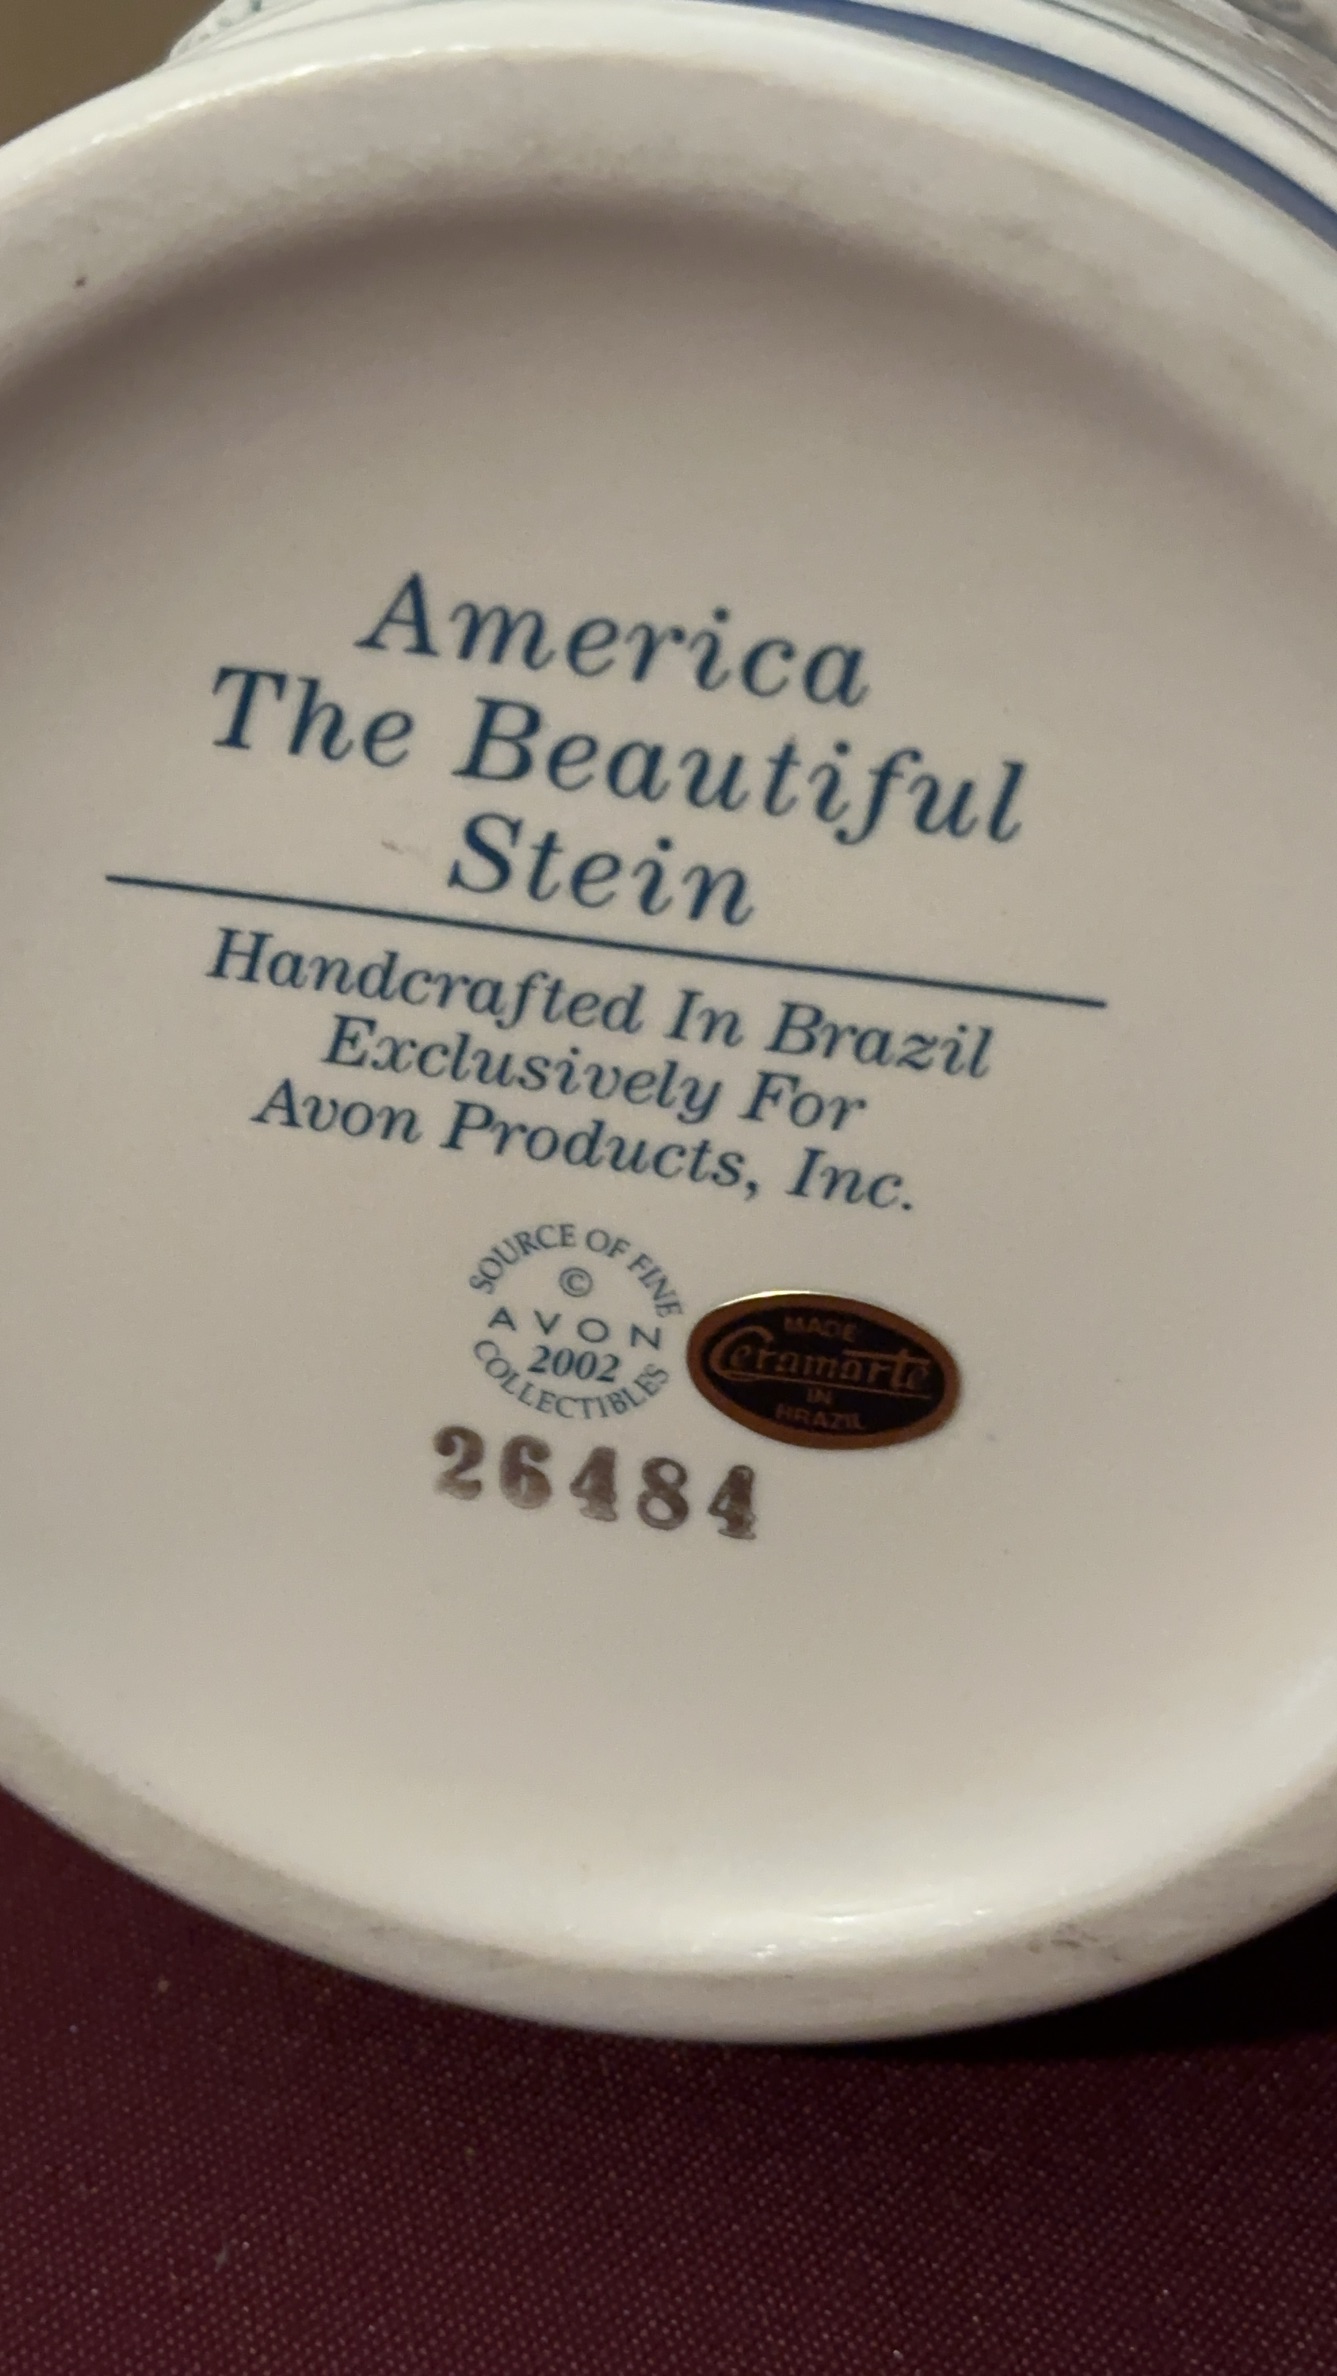 America
The Beautiful
Stein
Handcrafted In Brazil
Exclusively For
Avon Products, Inc.
SOURCE OF FINE
©
AVON
2002
COLLECTIBLES
MADE
Ceramarte
IN
BRAZIL
26484